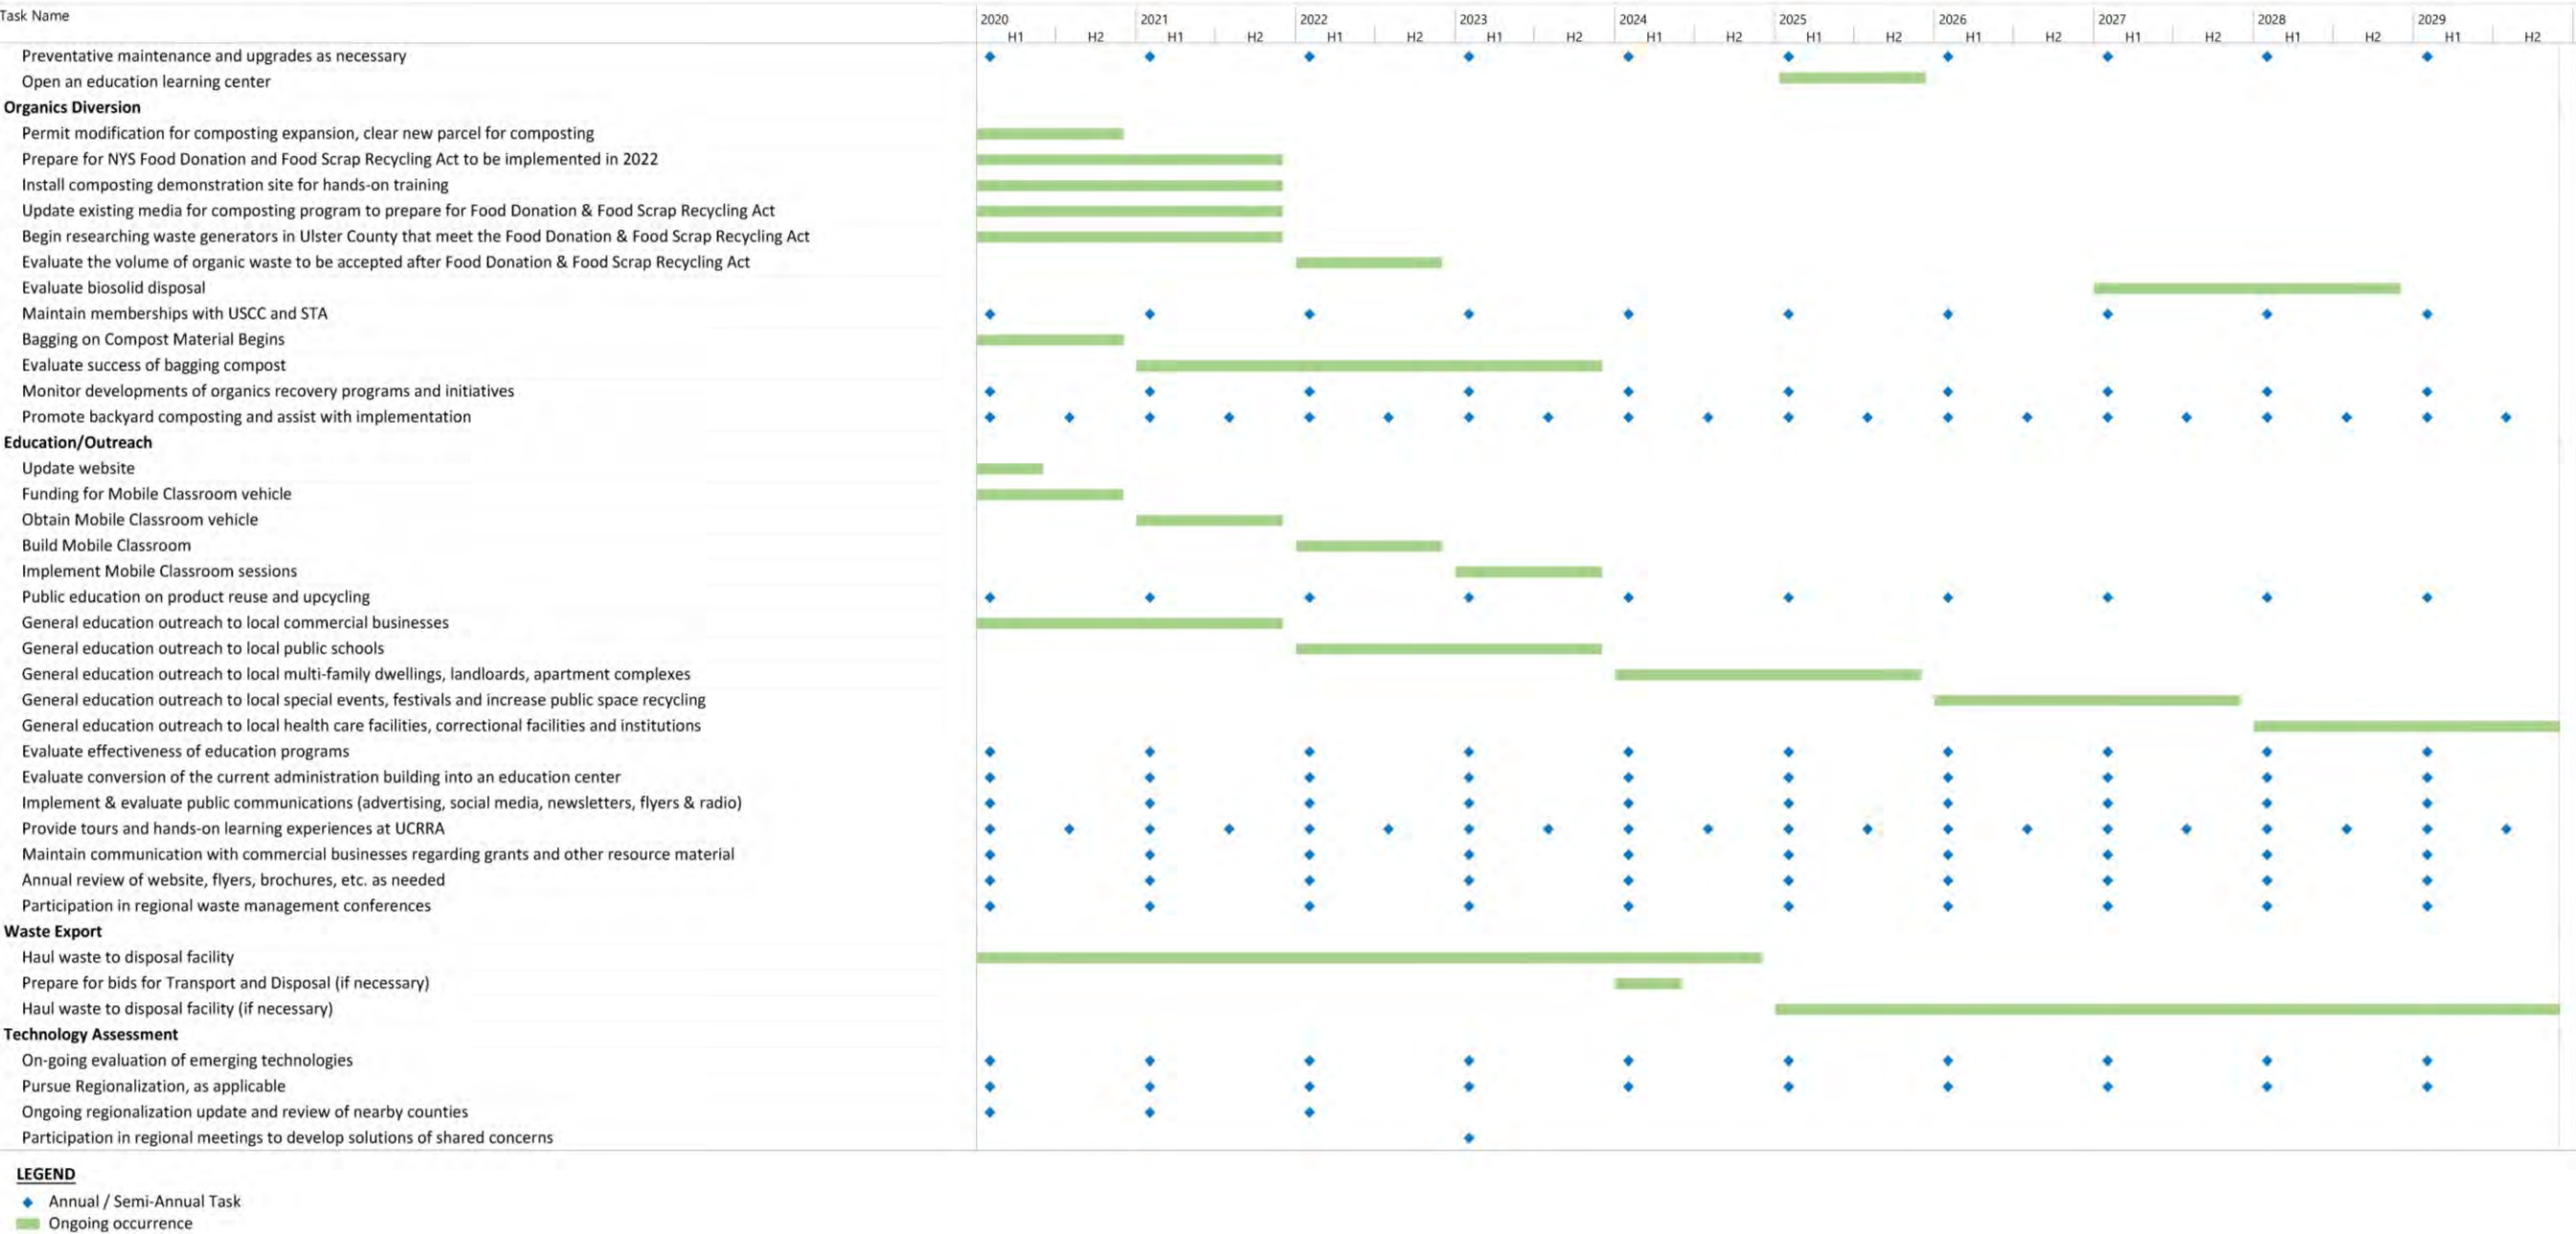 Task Name
2020 2021 2022 2023 2024 2025 2026 2027 2028 2029
H1 H2 H1 H2 H1 H2 H1 H2 H1 H2 H1 H2 H1 H2 H1 H2 H1 H2 H1 H2
Preventative maintenance and upgrades as necessary
Open an education learning center
Organics Diversion
Permit modification for composting expansion, clear new parcel for composting
Prepare for NYS Food Donation and Food Scrap Recycling Act to be implemented in 2022
Install composting demonstration site for hands-on training
Update existing media for composting program to prepare for Food Donation & Food Scrap Recycling Act
Begin researching waste generators in Ulster County that meet the Food Donation & Food Scrap Recycling Act
Evaluate the volume of organic waste to be accepted after Food Donation & Food Scrap Recycling Act
Evaluate biosolid disposal
Maintain memberships with USCC and STA
Bagging on Compost Material Begins
Evaluate success of bagging compost
Monitor developments of organics recovery programs and initiatives
Promote backyard composting and assist with implementation
Education/Outreach
Update website
Funding for Mobile Classroom vehicle
Obtain Mobile Classroom vehicle
Build Mobile Classroom
Implement Mobile Classroom sessions
Public education on product reuse and upcycling
General education outreach to local commercial businesses
General education outreach to local public schools
General education outreach to local multi-family dwellings, landloards, apartment complexes
General education outreach to local special events, festivals and increase public space recycling
General education outreach to local health care facilities, correctional facilities and institutions
Evaluate effectiveness of education programs
Evaluate conversion of the current administration building into an education center
Implement & evaluate public communications (advertising, social media, newsletters, flyers & radio)
Provide tours and hands-on learning experiences at UCRRA
Maintain communication with commercial businesses regarding grants and other resource material
Annual review of website, flyers, brochures, etc. as needed
Participation in regional waste management conferences
Waste Export
Haul waste to disposal facility
Prepare for bids for Transport and Disposal (if necessary)
Haul waste to disposal facility (if necessary)
Technology Assessment
On-going evaluation of emerging technologies
Pursue Regionalization, as applicable
Ongoing regionalization update and review of nearby counties
Participation in regional meetings to develop solutions of shared concerns
LEGEND
Annual / Semi-Annual Task
Ongoing occurrence